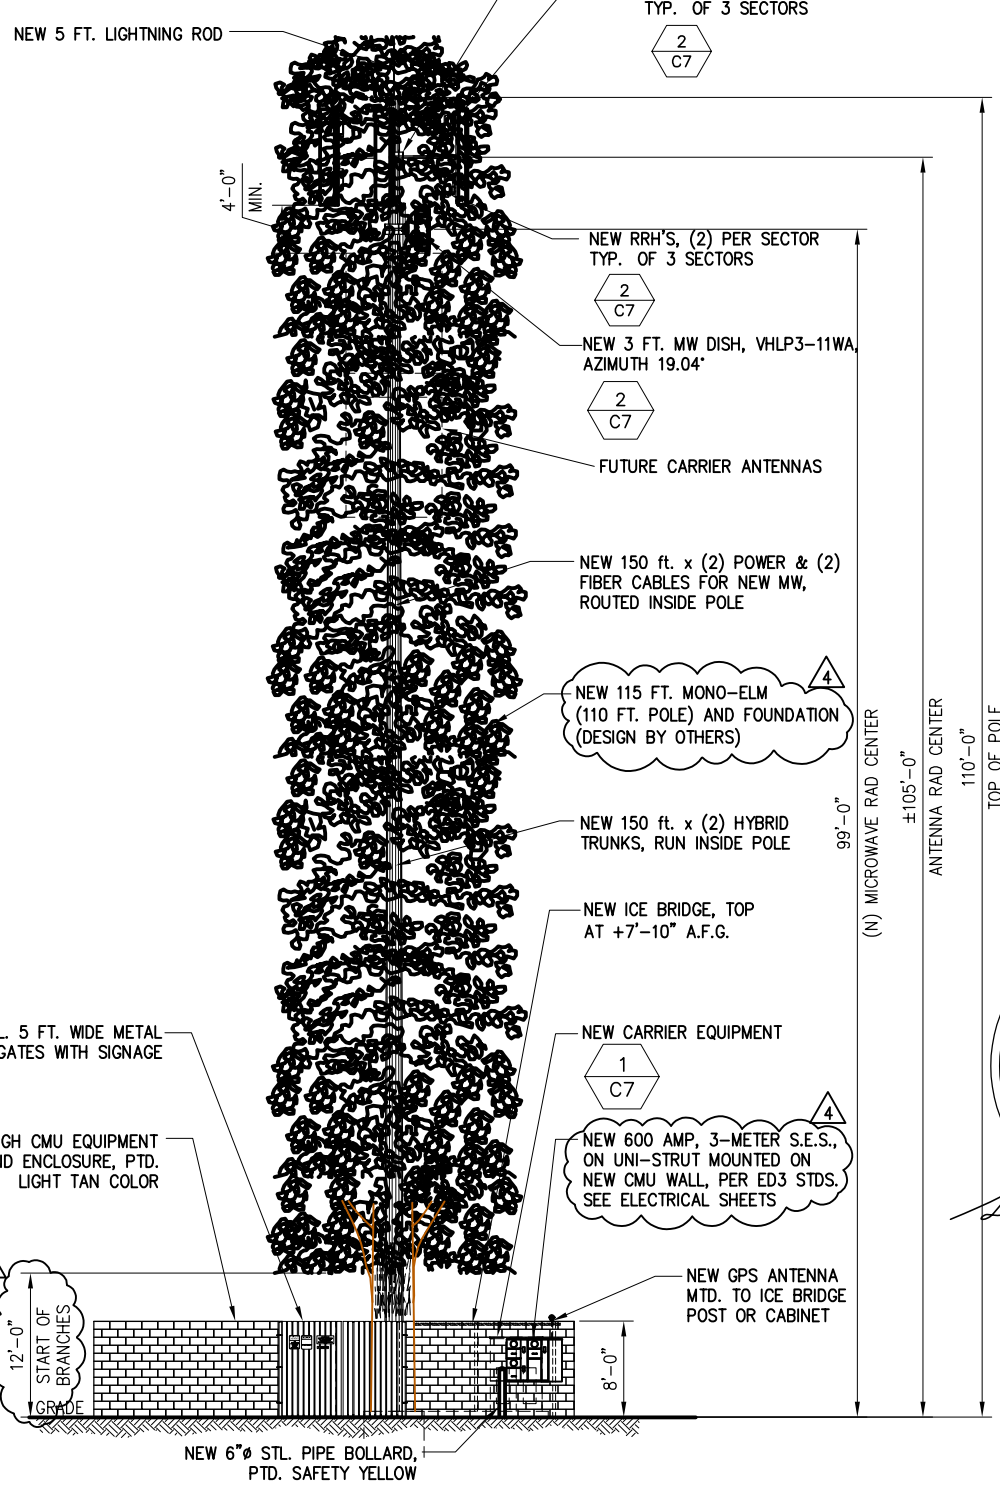 TYP. OF 3 SECTORS
2
C7
NEW 5 FT. LIGHTNING ROD
4'-0"
MIN.
NEW RRH'S, (2) PER SECTOR
TYP. OF 3 SECTORS
2
C7
NEW 3 FT. MW DISH, VHLP3-11WA,
AZIMUTH 19.04°
2
C7
FUTURE CARRIER ANTENNAS
NEW 150 ft. x (2) POWER & (2)
FIBER CABLES FOR NEW MW,
ROUTED INSIDE POLE
4
NEW 115 FT. MONO-ELM
(110 FT. POLE) AND FOUNDATION
(DESIGN BY OTHERS)
99'-0"
(N) MICROWAVE RAD CENTER
±105'-0"
ANTENNA RAD CENTER
110'-0"
TOP OF POLE
NEW 150 ft. x (2) HYBRID
TRUNKS, RUN INSIDE POLE
NEW ICE BRIDGE, TOP
AT +7'-10" A.F.G.
L. 5 FT. WIDE METAL
GATES WITH SIGNAGE
NEW CARRIER EQUIPMENT
1
C7
4
GH CMU EQUIPMENT
ND ENCLOSURE, PTD.
LIGHT TAN COLOR
NEW 600 AMP, 3-METER S.E.S.,
ON UNI-STRUT MOUNTED ON
NEW CMU WALL, PER ED3 STDS.
SEE ELECTRICAL SHEETS
NEW GPS ANTENNA
MTD. TO ICE BRIDGE
POST OR CABINET
12'-0"
START OF
BRANCHES
8'-0"
GRADE
NEW 6"ø STL. PIPE BOLLARD,
PTD. SAFETY YELLOW